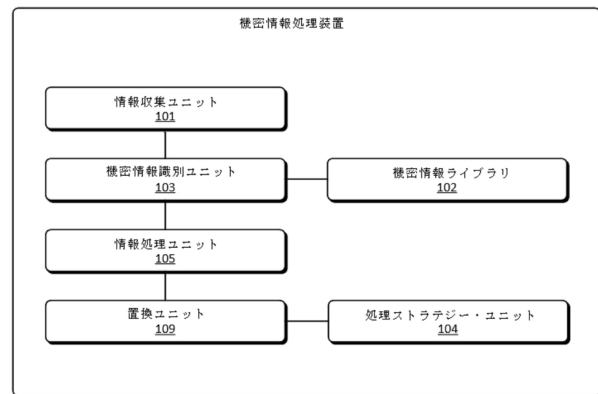 機密情報処理装置
情報収集ユニット
101
機密情報識別ユニット
103
機密情報ライブラリ
102
情報処理ユニット
105
置換ユニット
109
処理ストラテジー・ユニット
104